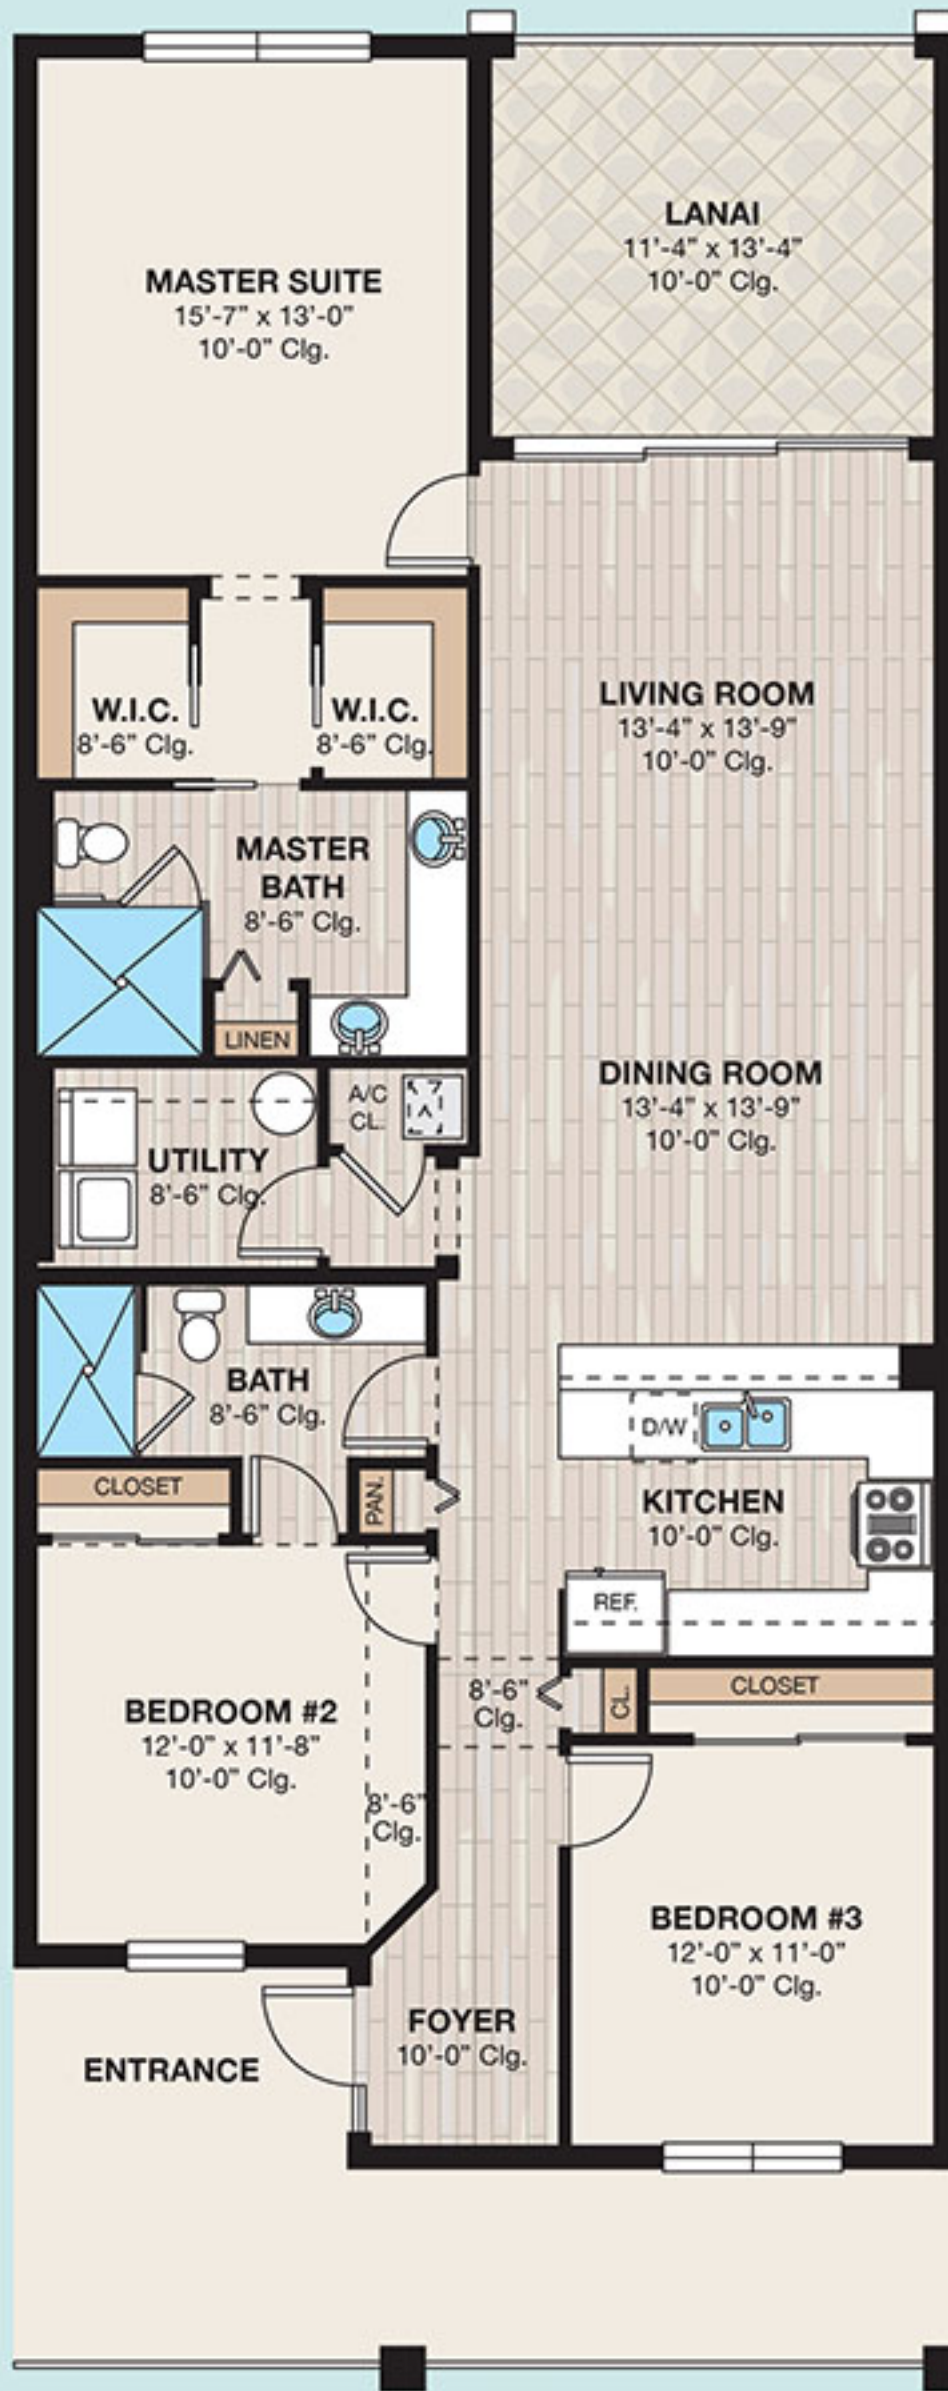 LANAI
11'-4” x 13'-4”
10'-0” Clg.
MASTER SUITE
15'-7” x 13'-0”
10'-0” Clg.
W.I.C.
8'-6” Clg.
W.I.C.
8'-6” Clg.
LIVING ROOM
13'-4” x 13'-9”
10'-0” Clg.
MASTER
BATH
8'-6” Clg.
LINEN
DINING ROOM
13'-4” x 13'-9”
10'-0” Clg.
A/C
CL.
UTILITY
8'-6” Clg.
BATH
8'-6” Clg.
D/W
CLOSET
PAN.
KITCHEN
10'-0” Clg.
REF.
8'-6”
Clg.
CL.
CLOSET
BEDROOM #2
12'-0” x 11'-8”
10'-0” Clg.
8'-6”
Clg.
BEDROOM #3
12'-0” x 11'-0”
10'-0” Clg.
FOYER
10'-0” Clg.
ENTRANCE